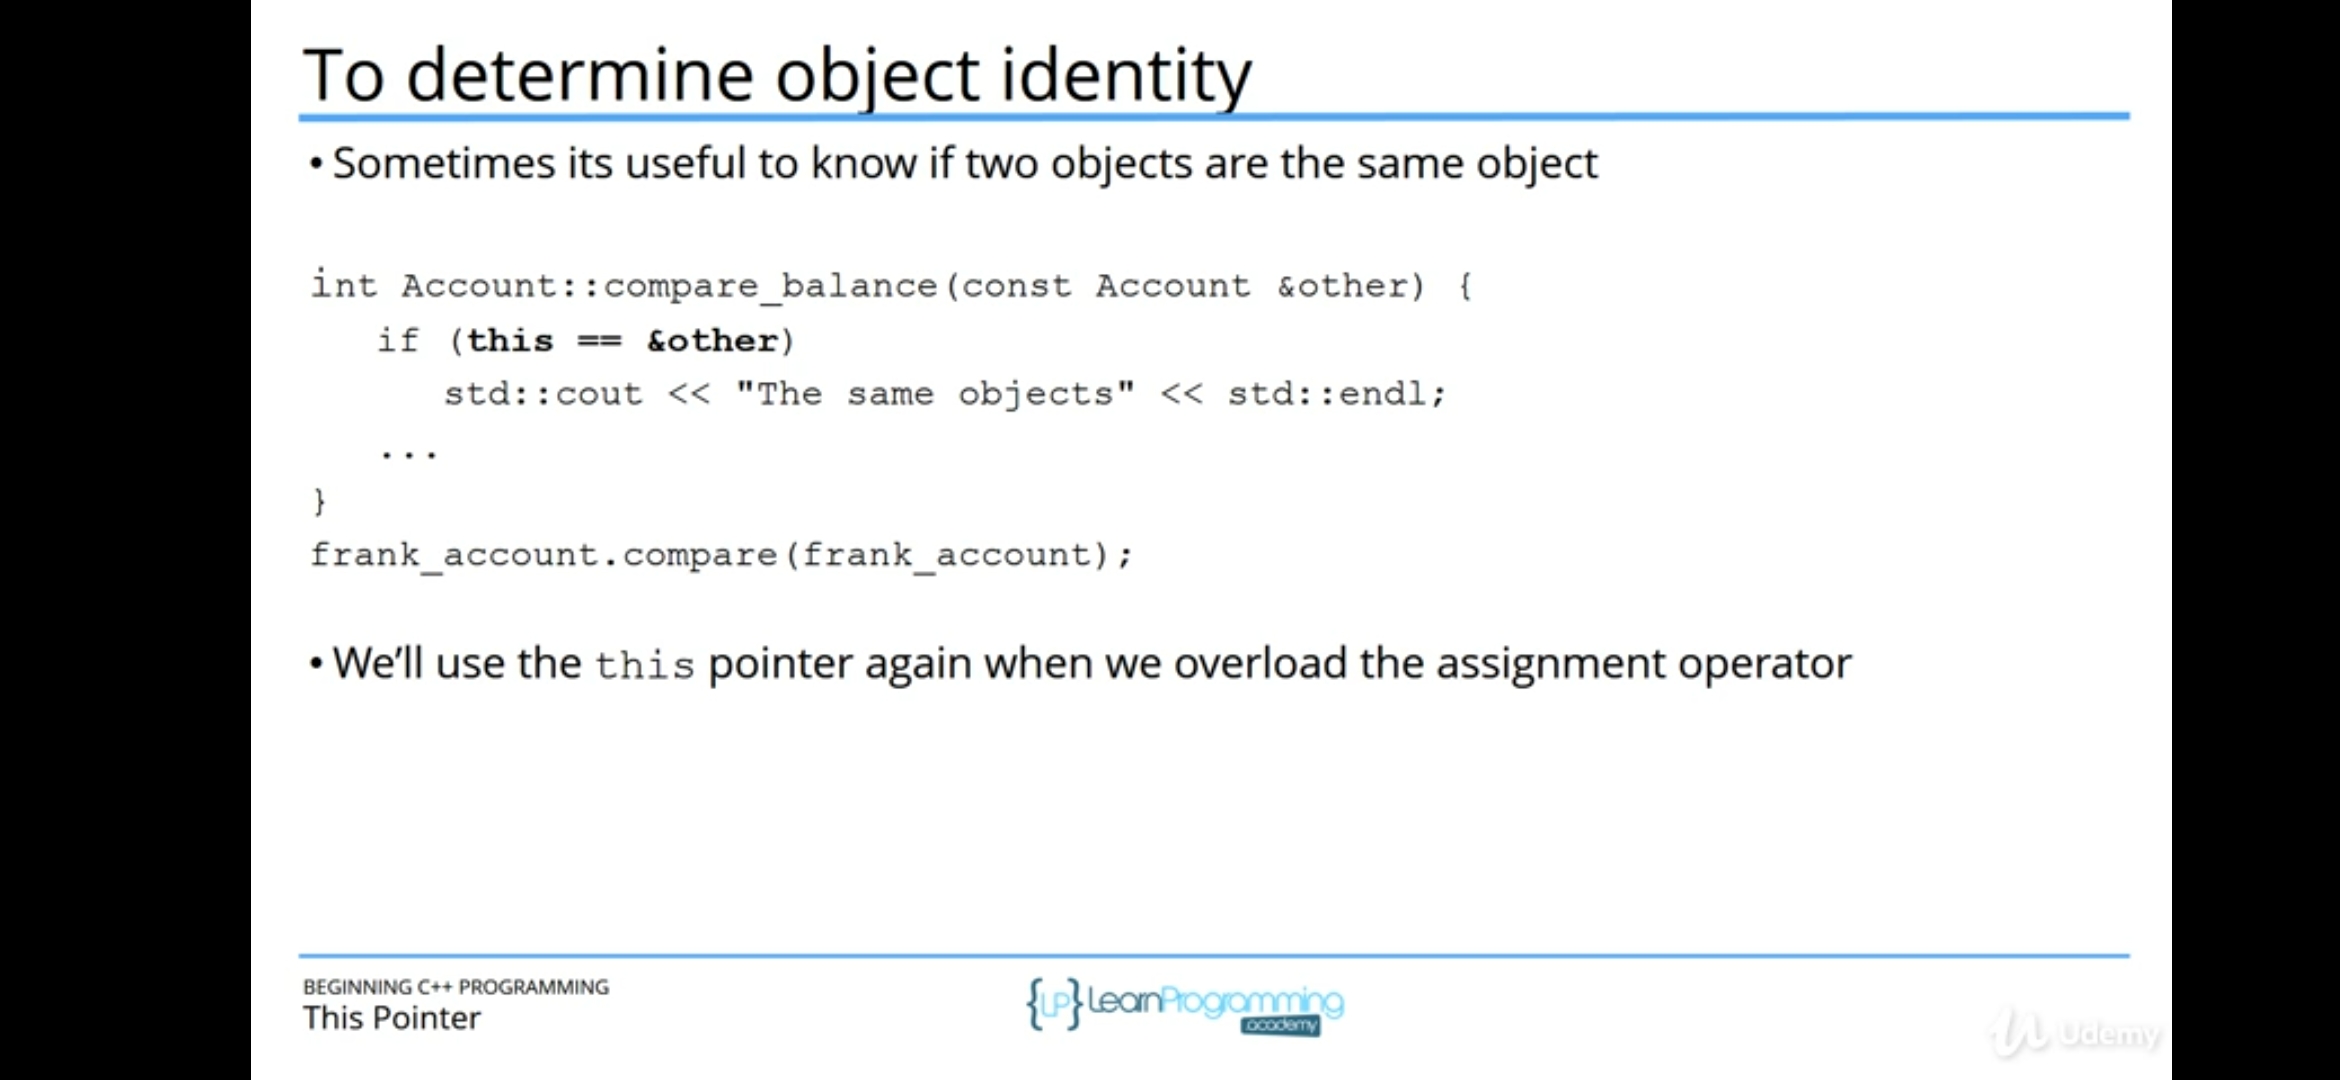 To determine object identity
• Sometimes its useful to know if two objects are the same object
int Account::compare_balance(const Account &other) {
if (this == &other)
std::cout << "The same objects" << std::endl;
...
}
frank_account.compare(frank_account);
• We’ll use the this pointer again when we overload the assignment operator
BEGINNING C++ PROGRAMMING
This Pointer
{LP} LearnProgramming
academy
Udemy